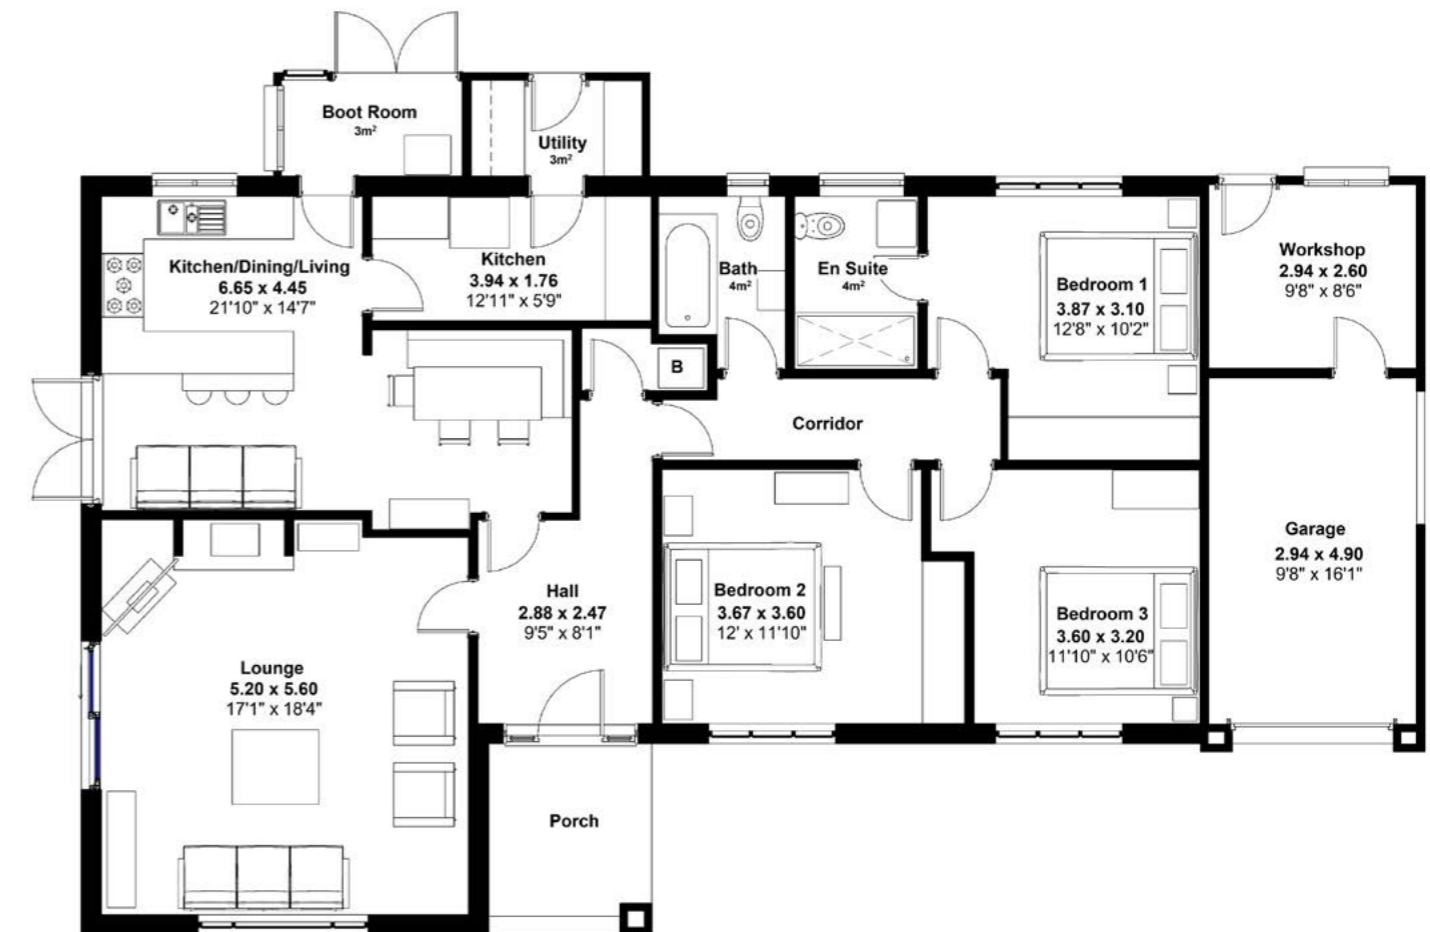 Boot Room
3m²
Utility
3m²
Kitchen/Dining/Living
6.65 x 4.45
21'10" x 14'7"
Kitchen
3.94 x 1.76
12'11" x 5'9"
Bath
4m²
En Suite
4m²
Bedroom 1
3.87 x 3.10
12'8" x 10'2"
Workshop
2.94 x 2.60
9'8" x 8'6"
B
Corridor
Garage
2.94 x 4.90
9'8" x 16'1"
Hall
2.88 x 2.47
9'5" x 8'1"
Bedroom 2
3.67 x 3.60
12' x 11'10"
Bedroom 3
3.60 x 3.20
11'10" x 10'6"
Lounge
5.20 x 5.60
17'1" x 18'4"
Porch